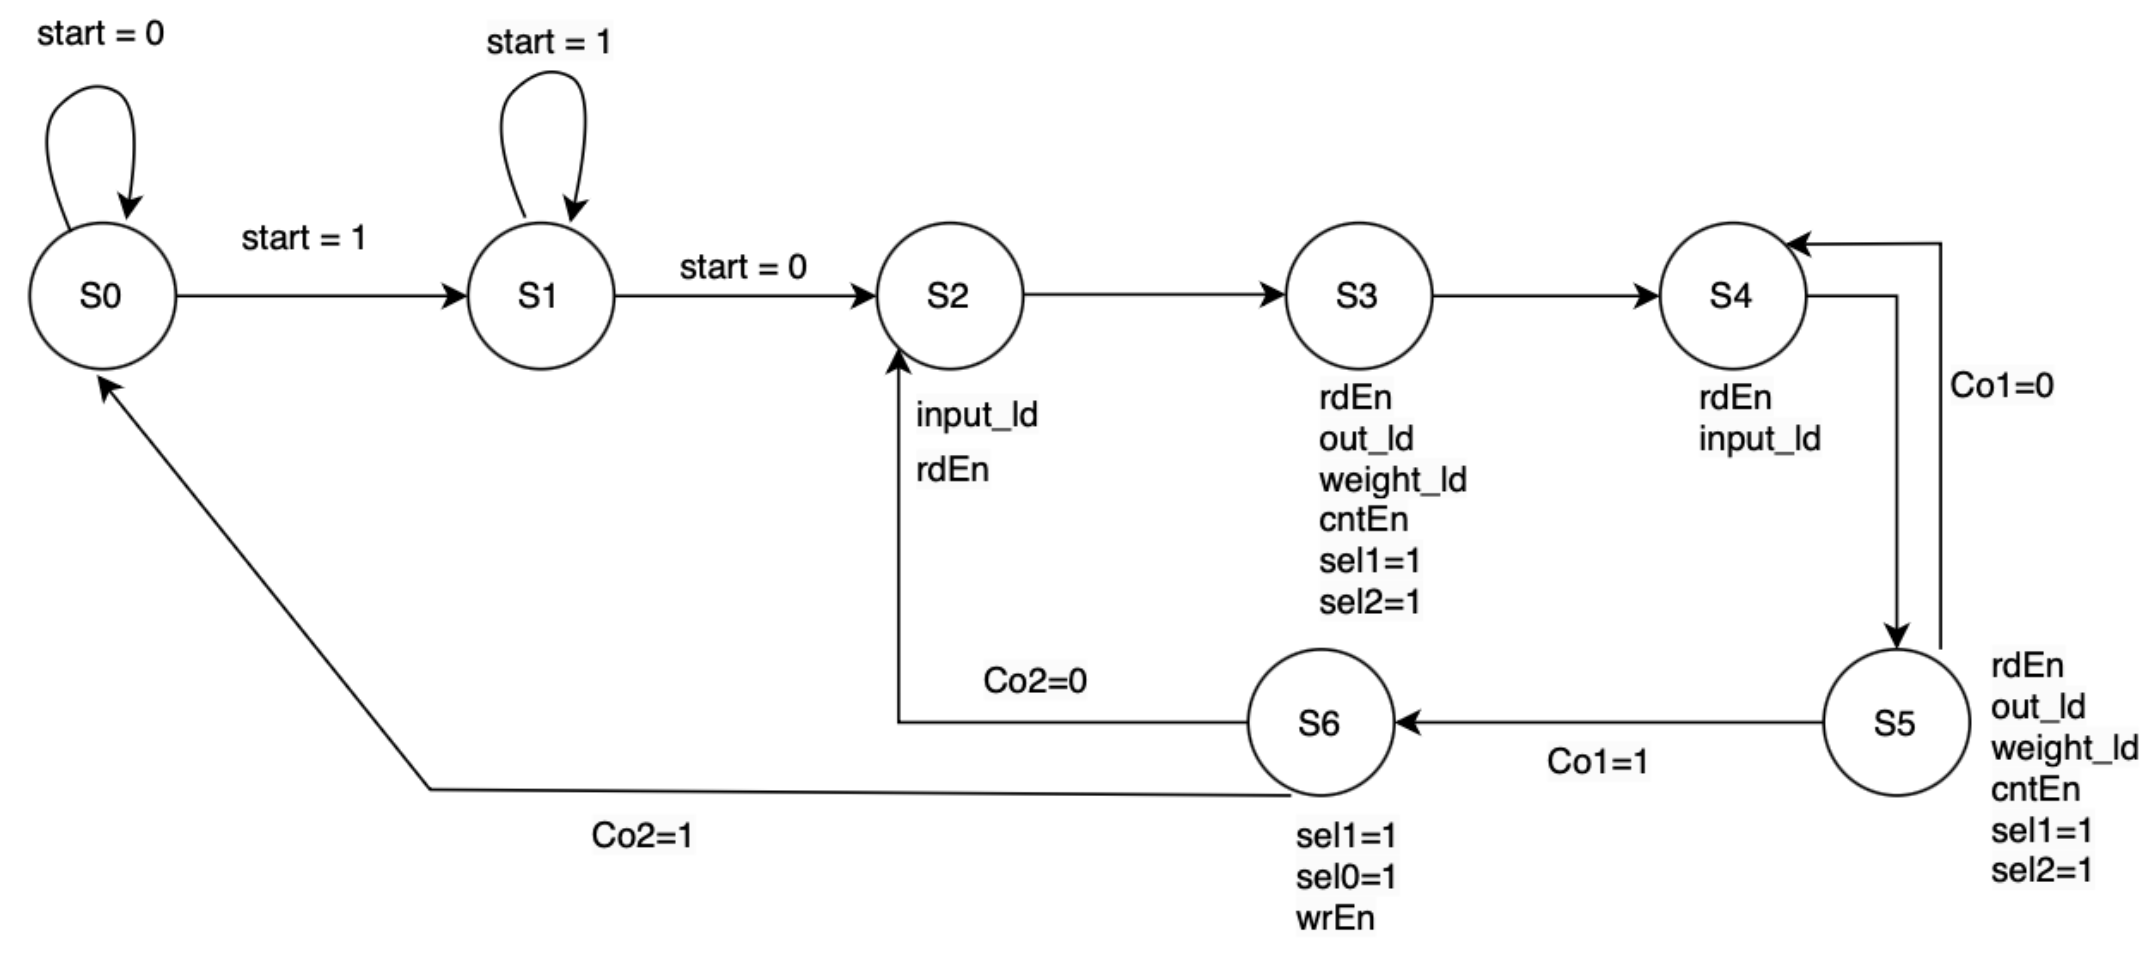 start = 0
start = 1
start = 1
start = 0
S0
S1
S2
S3
S4
input_ld
rdEn
rdEn
out_ld
weight_ld
cntEn
sel1=1
sel2=1
rdEn
input_ld
Co1=0
Co2=0
S6
Co1=1
S5
rdEn
out_ld
weight_ld
cntEn
sel1=1
sel2=1
Co2=1
sel1=1
sel0=1
wrEn